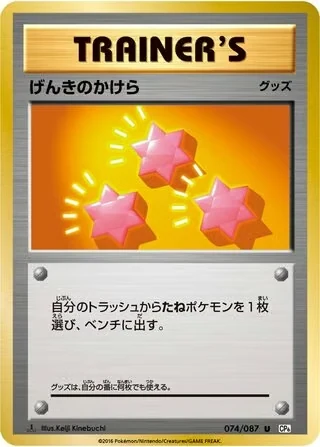 TRAINER'S
げんきのかけら
グッズ
自分のトラッシュからたねポケモンを1枚
選び、ベンチに出す。
グッズは、自分の番に何枚でも使える。
1 Illus.Keiji Kinebuchi 074/087 U CP6
©2016 Pokémon/Nintendo/Creatures/GAME FREAK.